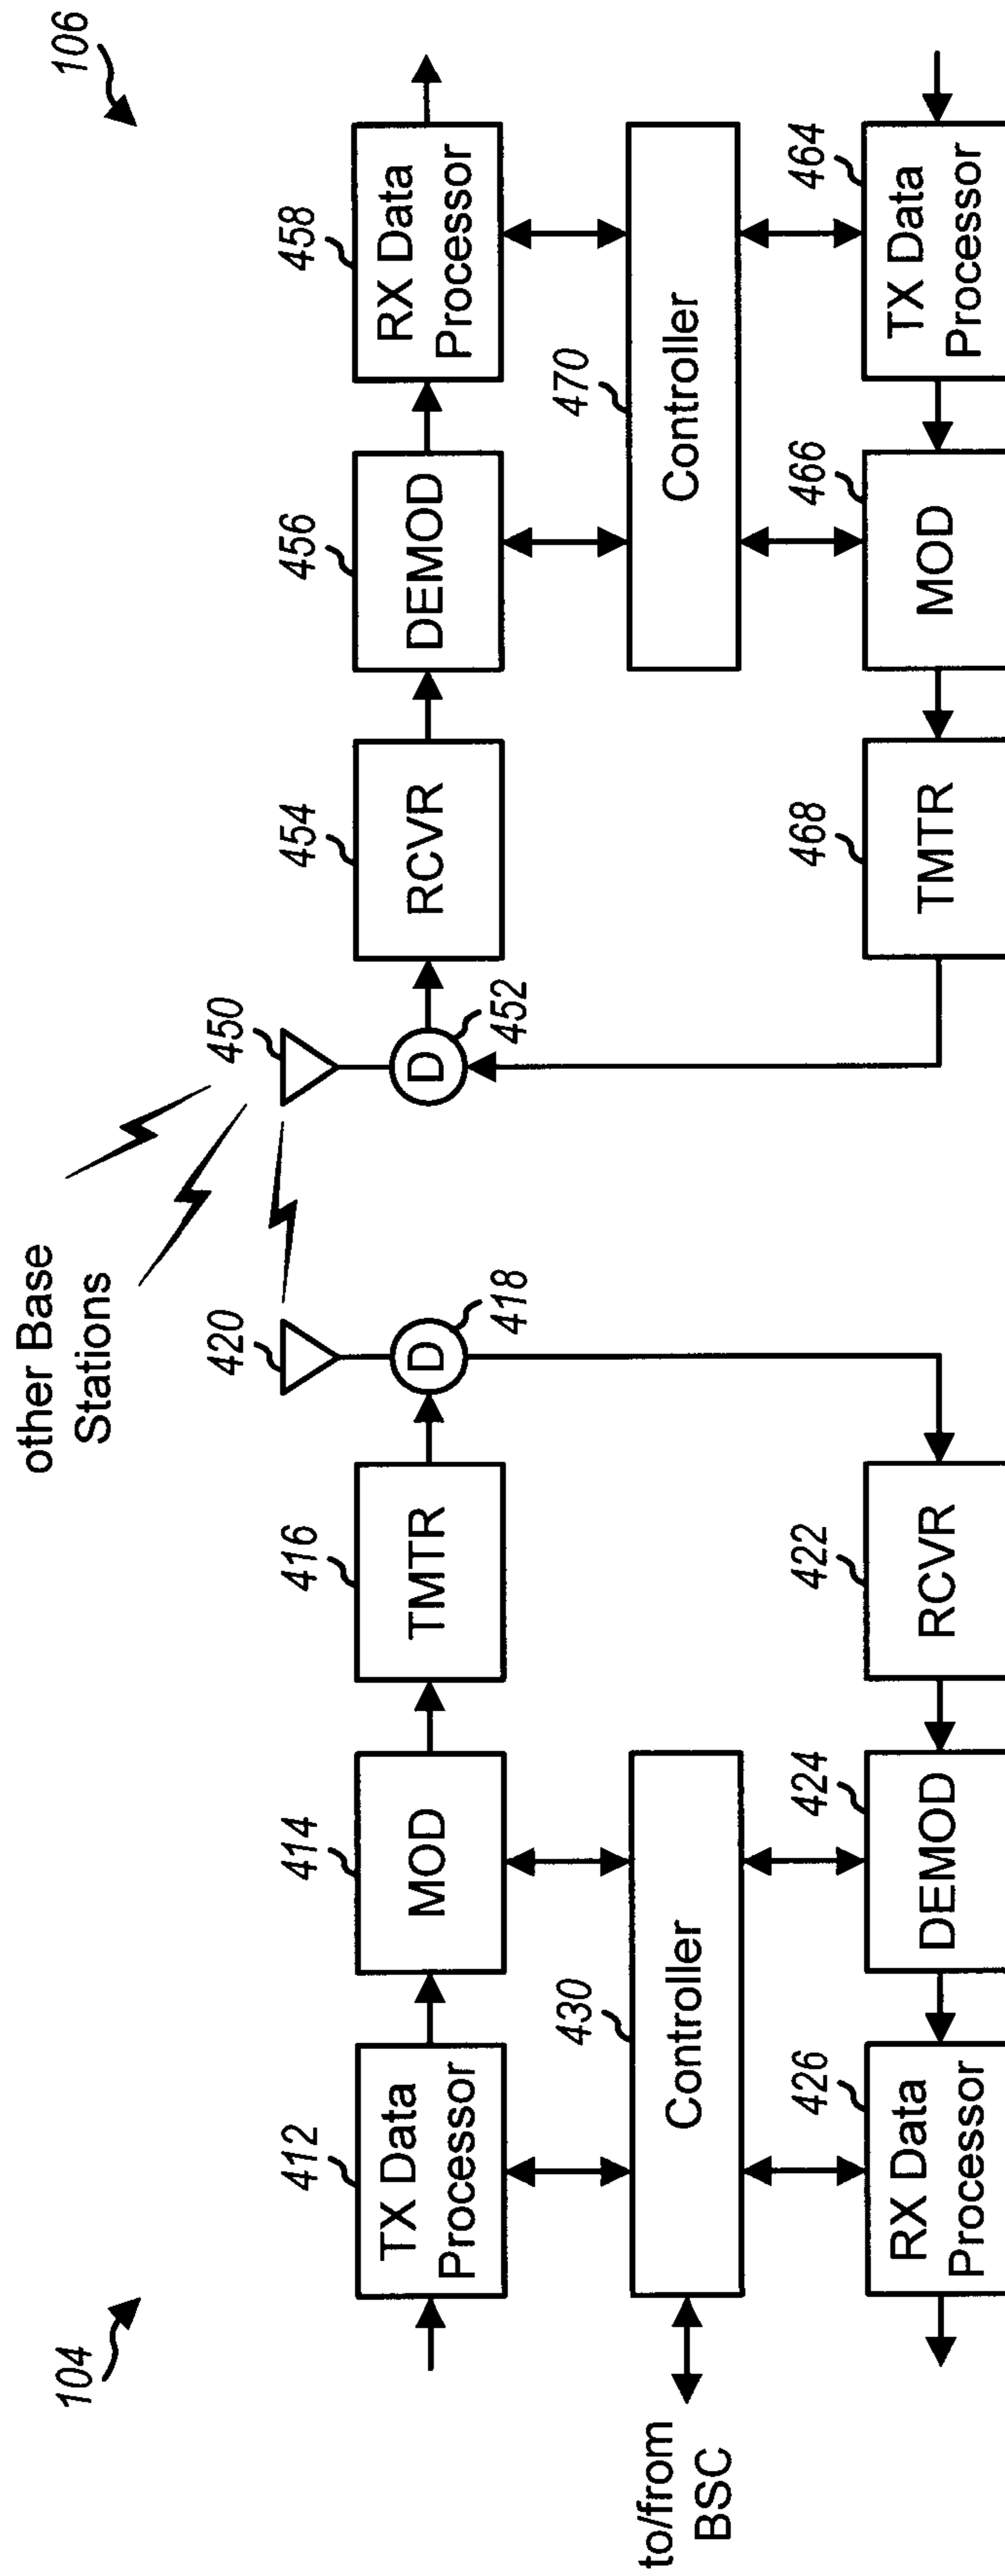 other Base
Stations
104
106
412
TX Data
Processor
414
MOD
416
TMTR
420
D
418
450
D
452
454
RCVR
456
DEMOD
458
RX Data
Processor
to/from
BSC
430
Controller
470
Controller
426
RX Data
Processor
424
DEMOD
422
RCVR
468
TMTR
466
MOD
464
TX Data
Processor